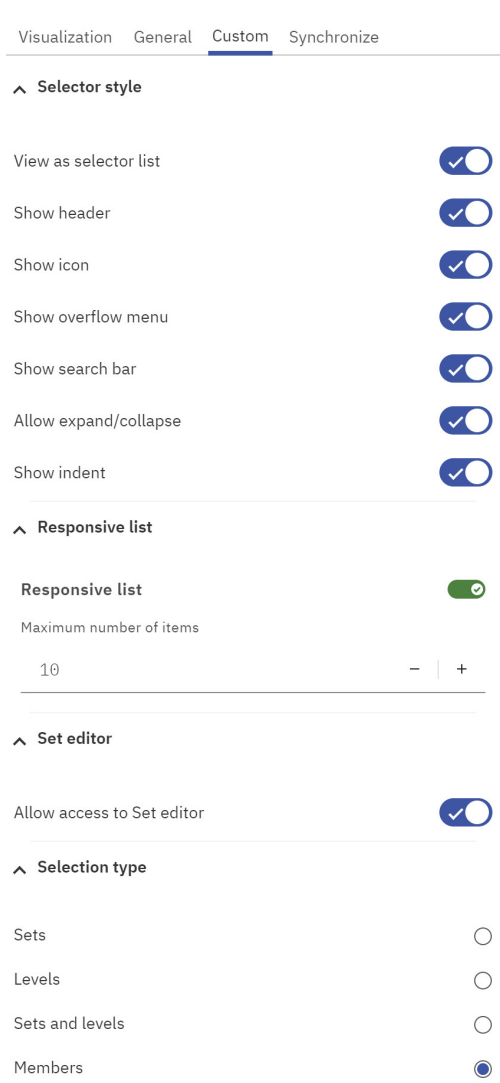 Visualization General Custom Synchronize
Selector style
View as selector list
Show header
Show icon
Show overflow menu
Show search bar
Allow expand/collapse
Show indent
Responsive list
Responsive list
Maximum number of items
10
Set editor
Allow access to Set editor
Selection type
Sets
Levels
Sets and levels
Members